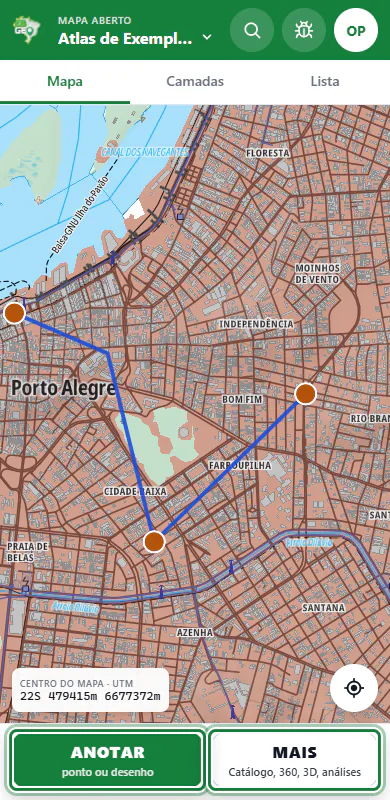 GEO
MAPA ABERTO
Atlas de Exempl...
OP
Mapa
Camadas
Lista
CANAL DOS NAVEGANTES
FLORESTA
Balsa GNU Ilha do Pavão
MOINHOS
DE VENTO
INDEPENDÊNCIA
Porto Alegre
BOM FIM
RIO BRAN
FARROUPILHA
CIDADE BAIXA
SANT
PRAIA DE
BELAS
SANTANA
AZENHA
CENTRO DO MAPA · UTM
22S 479415m 6677372m
ANOTAR
ponto ou desenho
MAIS
Catálogo, 360, 3D, análises